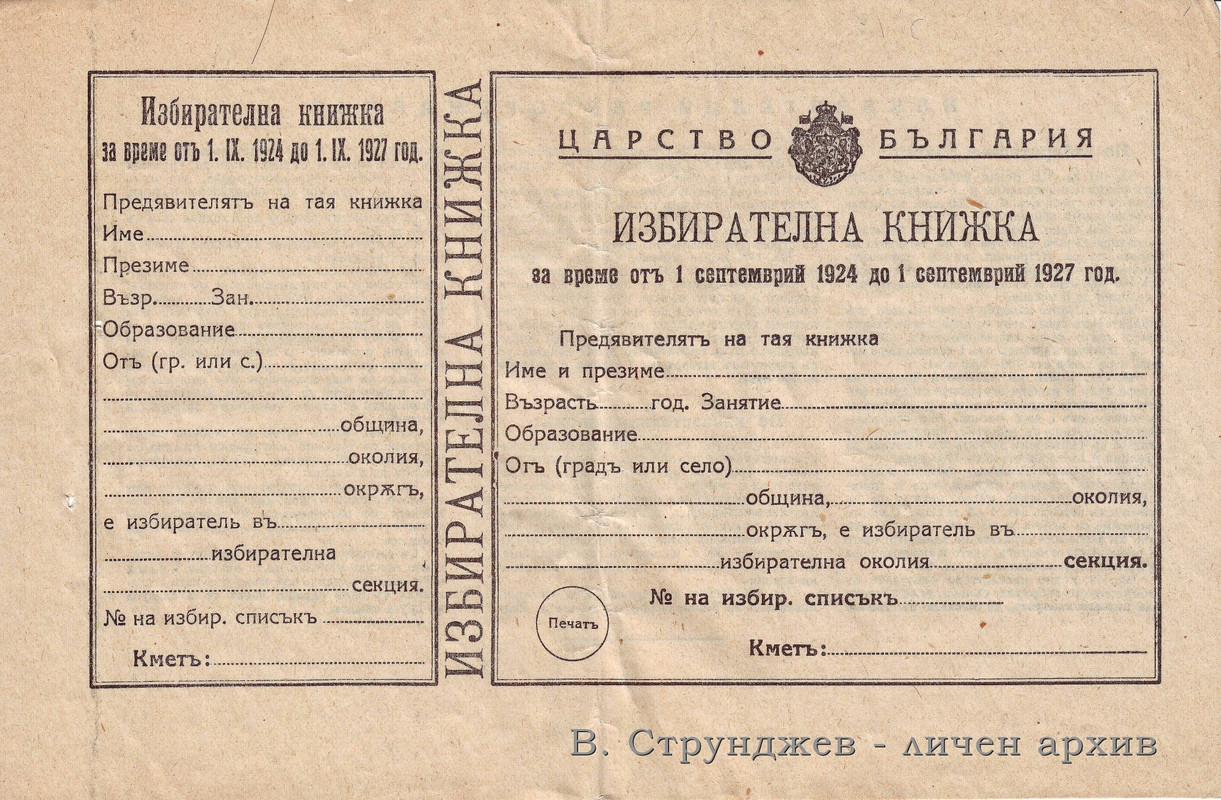 Избирателна книжка
за време отъ 1. IX. 1924 до 1. IX. 1927 год.
Предявительтъ на тая книжка
Име
Презиме
Възр. Зан.
Образование
Отъ (гр. или с.)
община,
околия,
окрѫгъ,
е избиратель въ
избирателна
секция.
№ на избир. списъкъ
Кметъ:
ИЗБИРАТЕЛНА КНИЖКА
ЦАРСТВО БЪЛГАРИЯ
ИЗБИРАТЕЛНА КНИЖКА
за време отъ 1 септемврий 1924 до 1 септемврий 1927 год.
Предявительтъ на тая книжка
Име и презиме
Възрасть год. Занятие
Образование
Отъ (градъ или село)
община, околия,
окрѫгъ, е избиратель въ
избирателна околия секция.
№ на избир. списъкъ
Печатъ
Кметъ:
В. Струнджев - личен архив